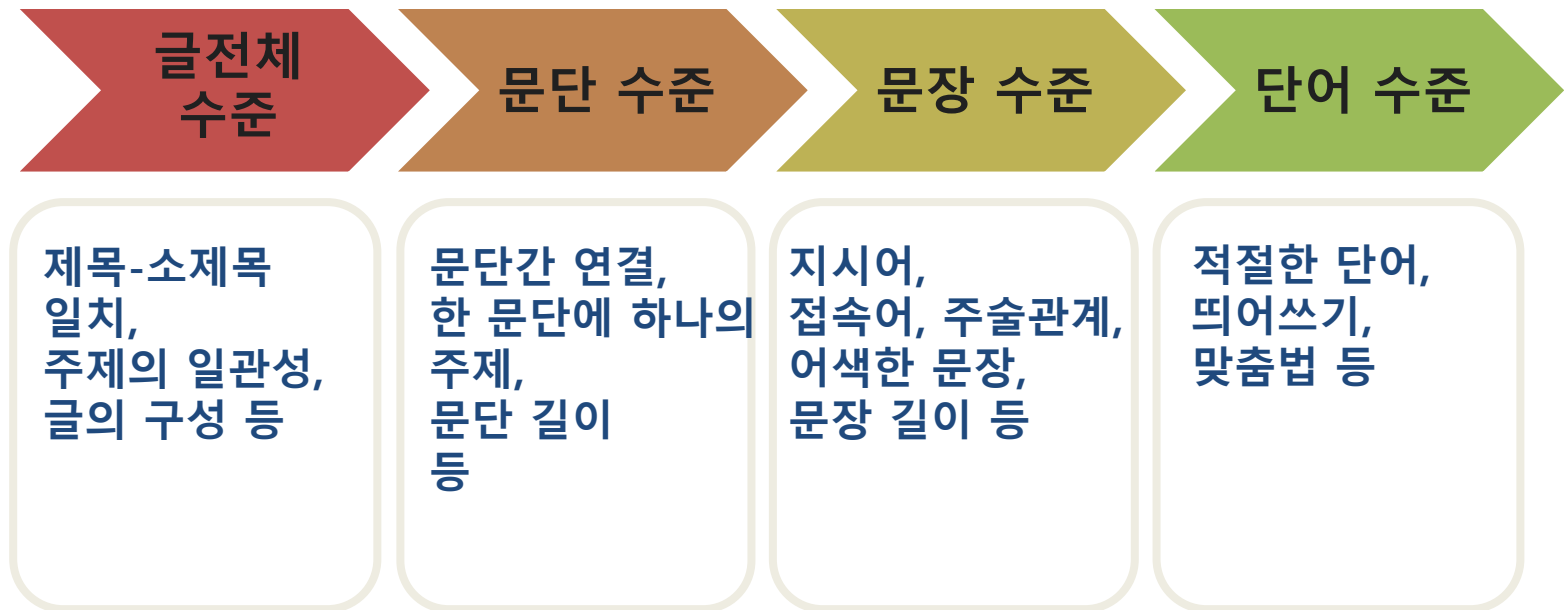 글전체
수준
문단 수준
문장 수준
단어 수준
제목-소제목
일치,
주제의 일관성,
글의 구성 등
문단간 연결,
한 문단에 하나의
주제,
문단 길이
등
지시어,
접속어, 주술관계,
어색한 문장,
문장 길이 등
적절한 단어,
띄어쓰기,
맞춤법 등